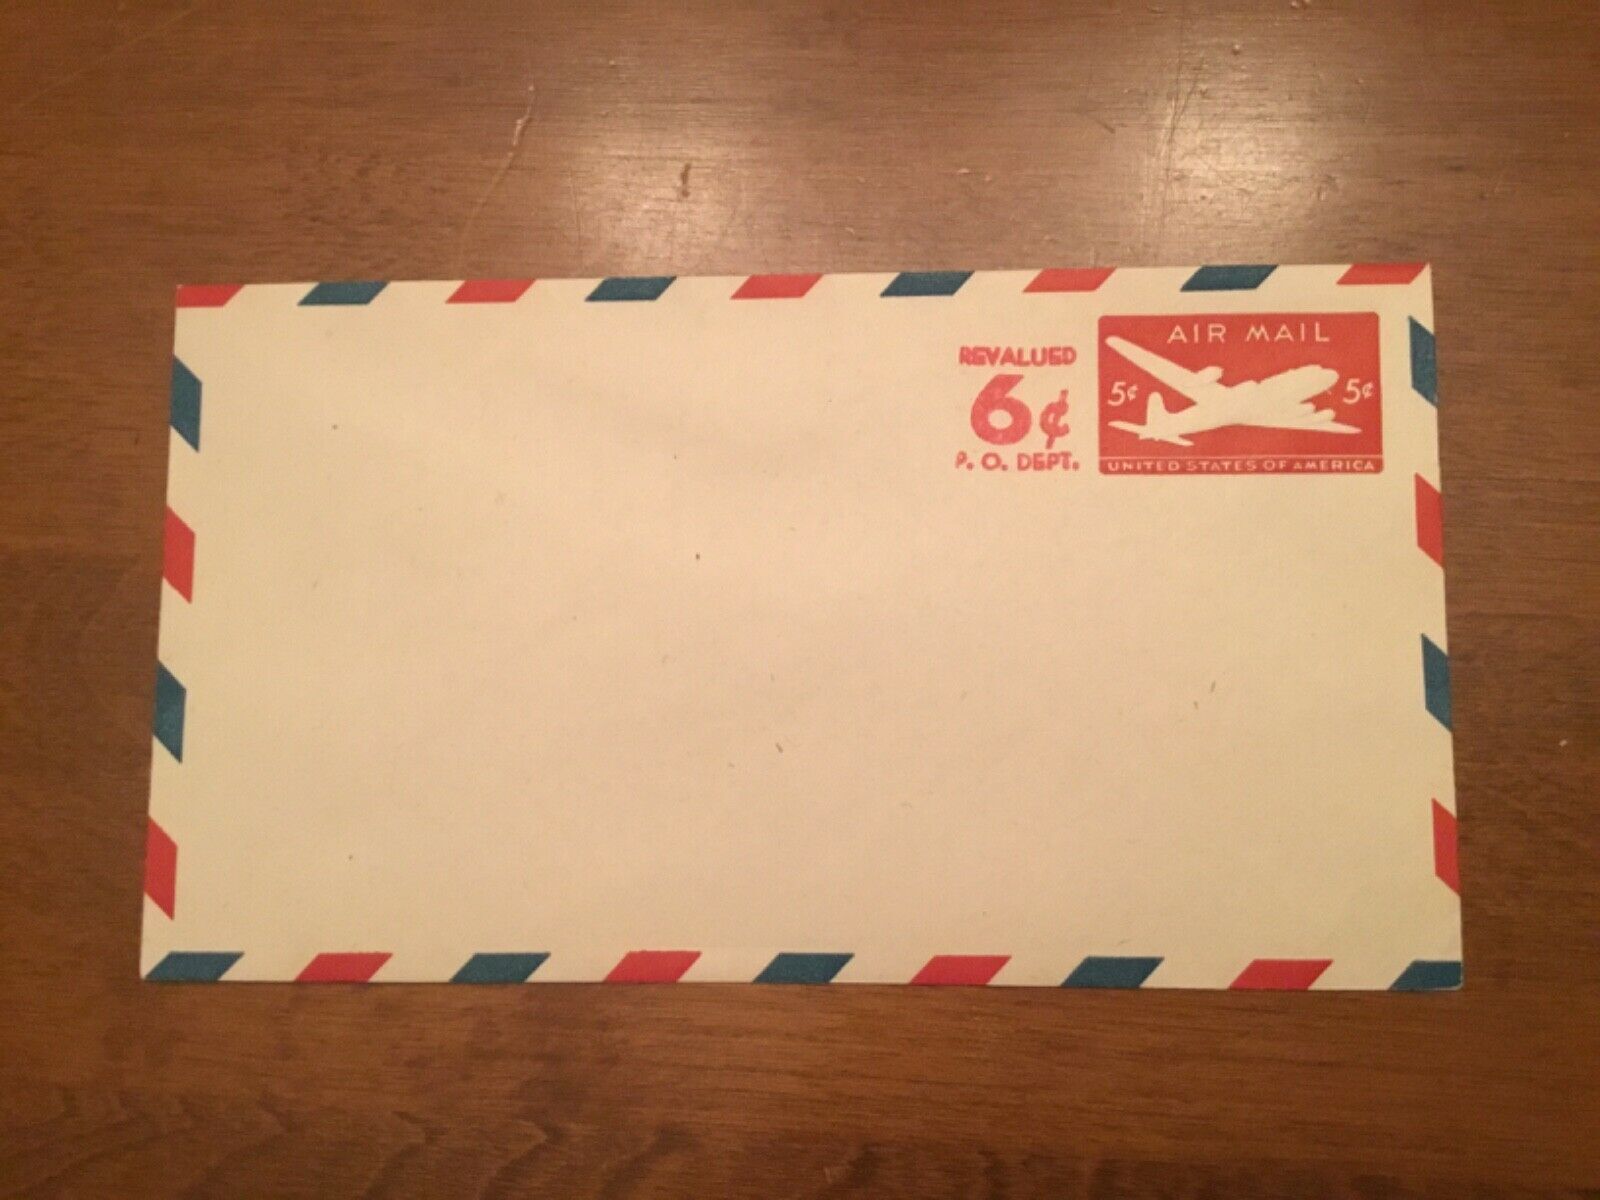 REVALUED
6¢
P. O. DEPT.
AIR MAIL
5¢ 5¢
UNITED STATES OF AMERICA